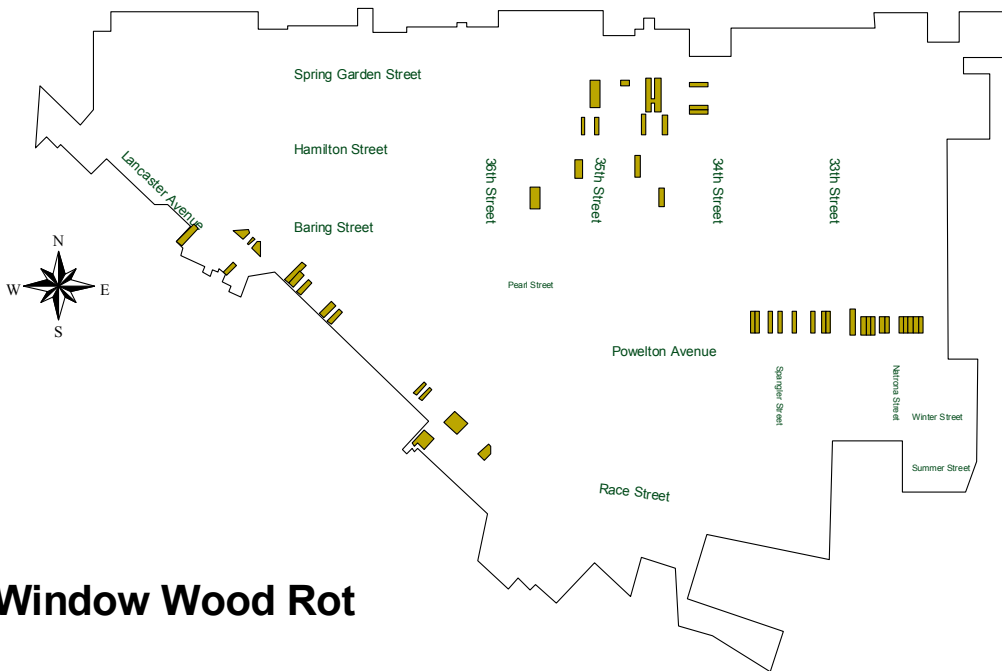 Spring Garden Street
Hamilton Street
Lancaster Avenue
36th Street
35th Street
34th Street
33th Street
Baring Street
N
W
E
S
Pearl Street
Powelton Avenue
Spangler Street
Natrona Street
Winter Street
Summer Street
Race Street
Window Wood Rot